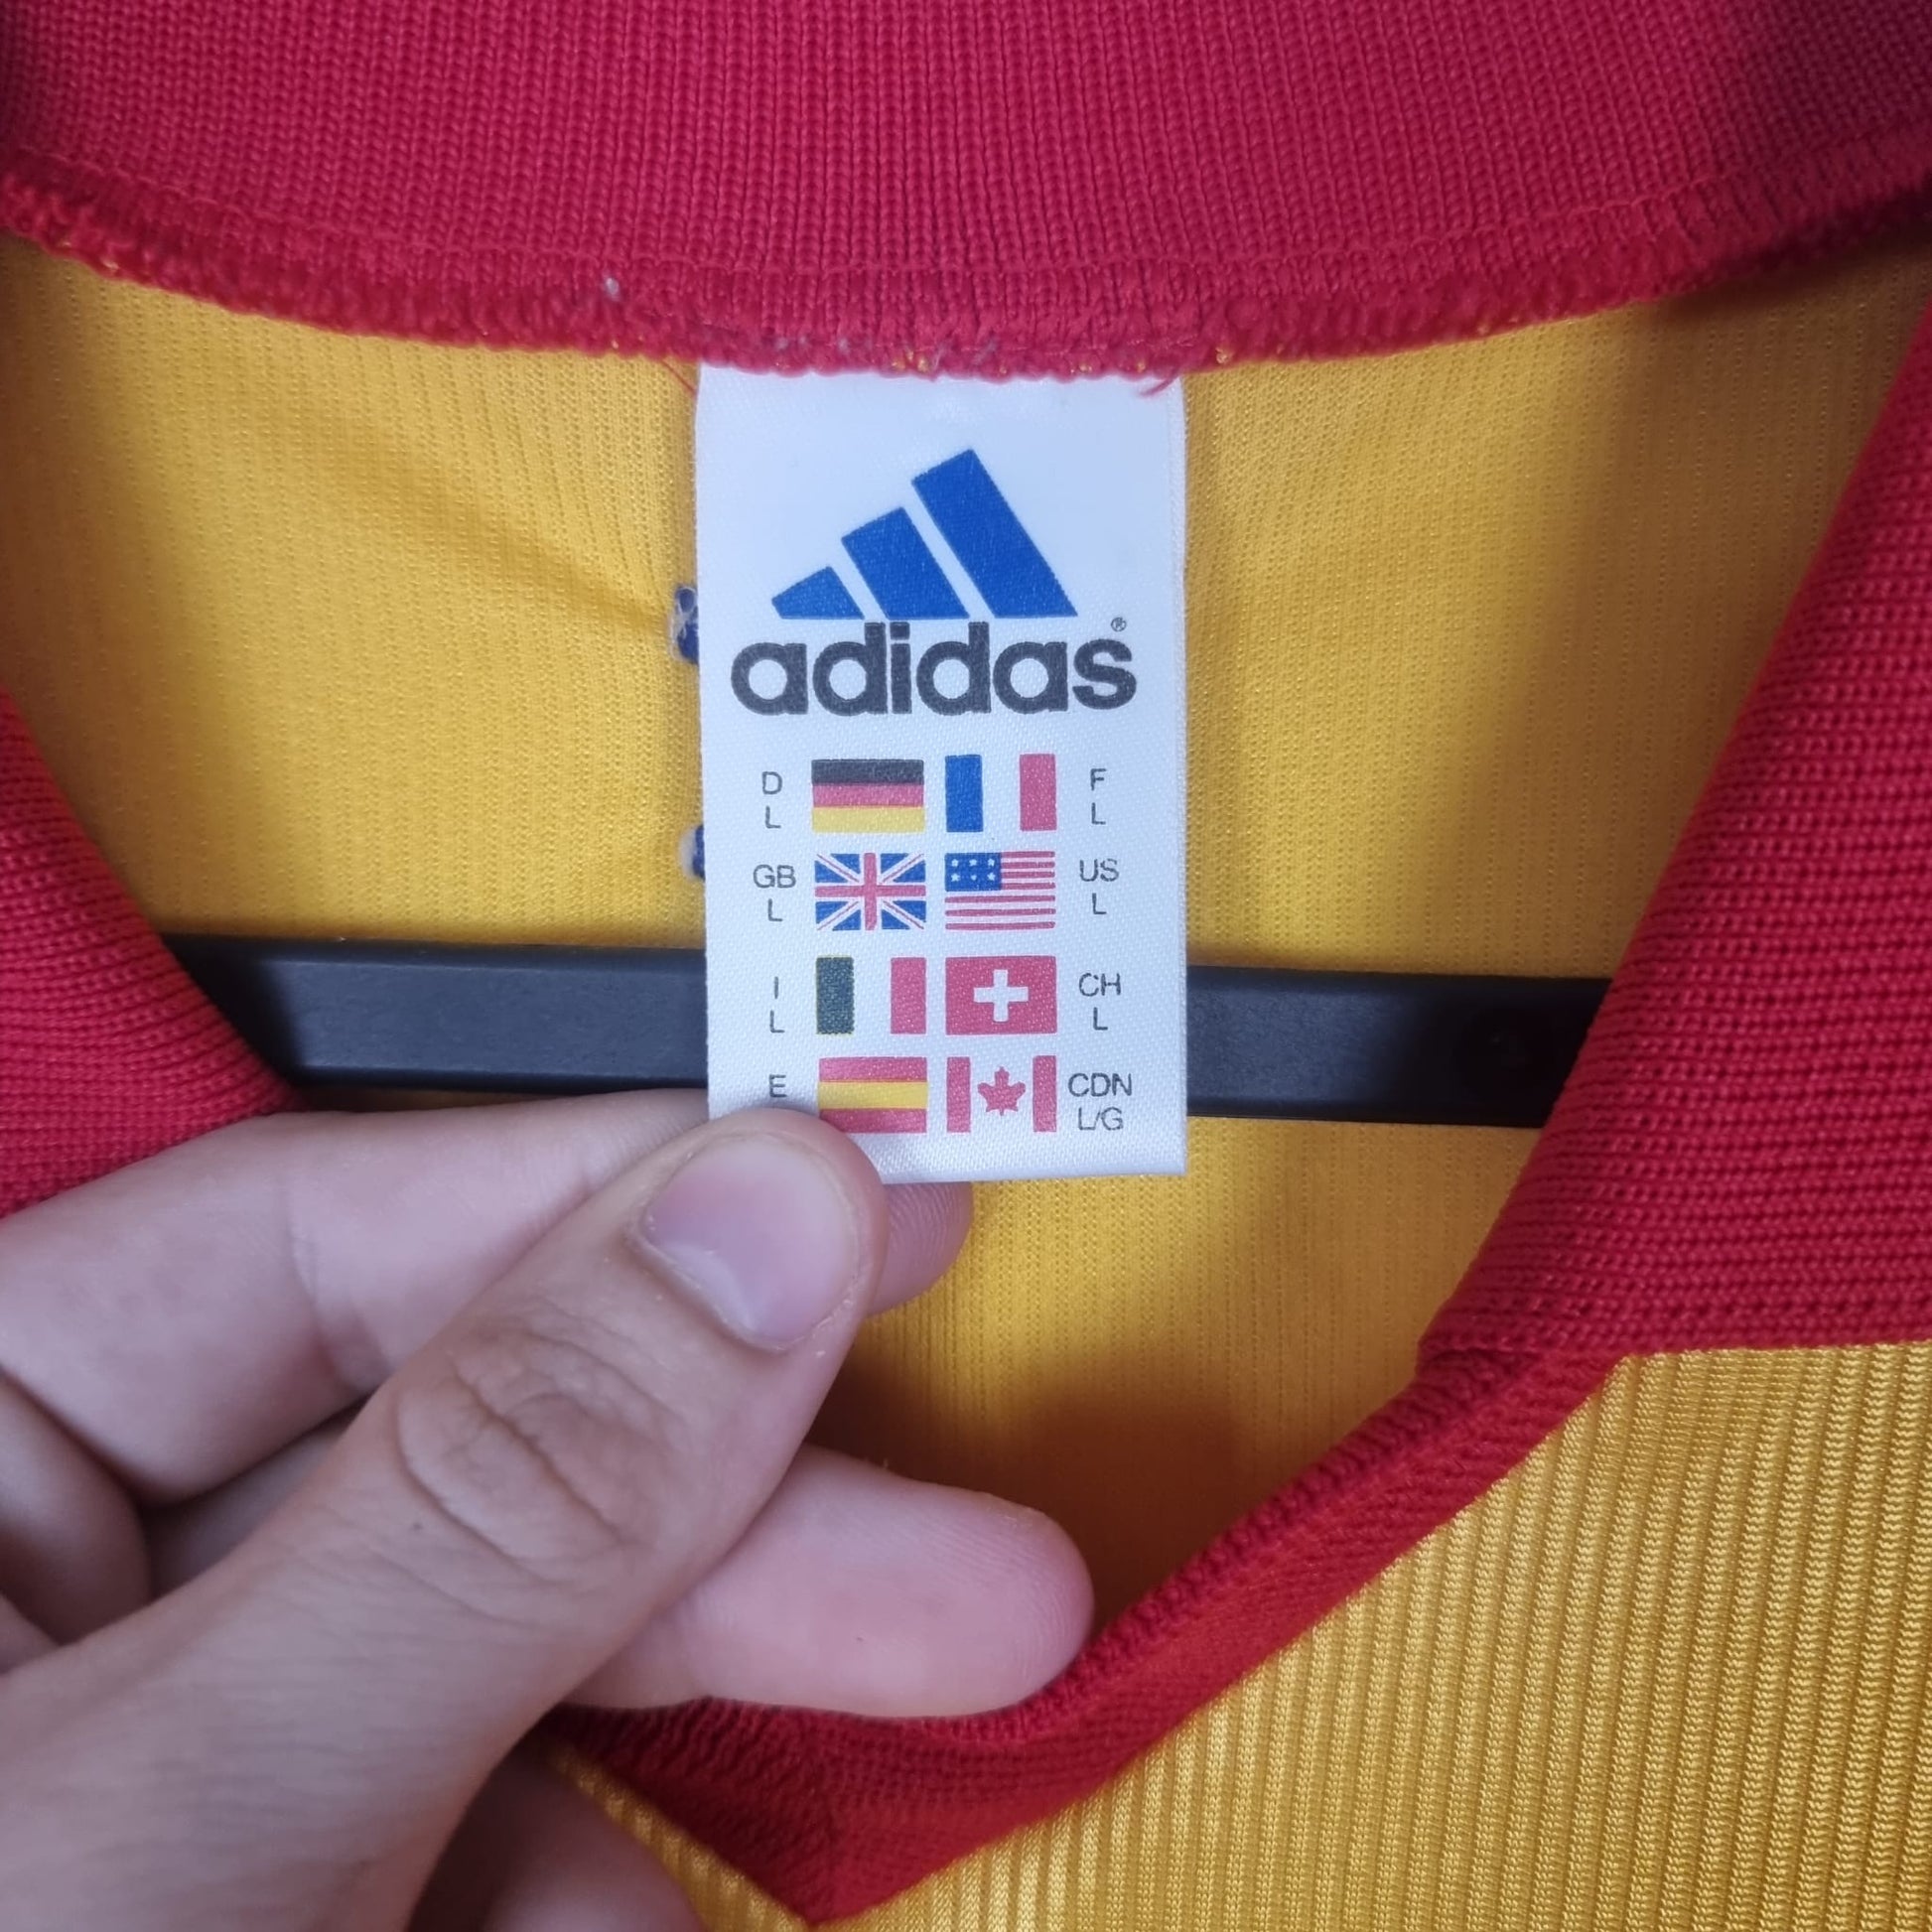 adidas®
D F
L L
GB US
L L
I CH
L L
E CDN
L/G